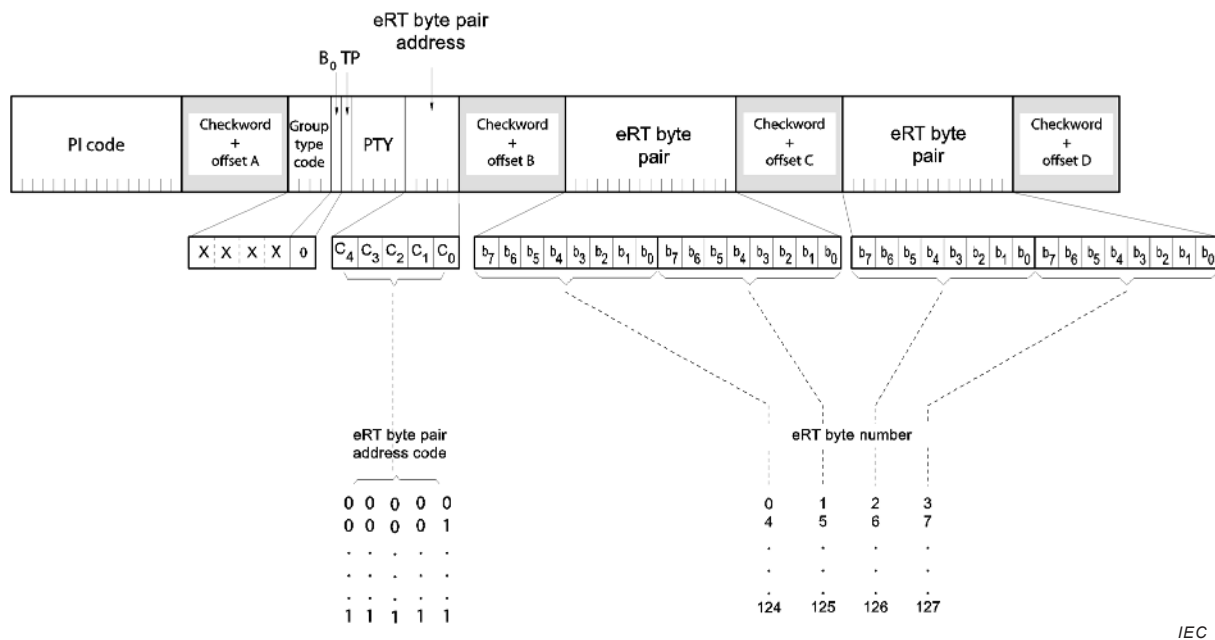 eRT byte pair
address
B0 TP
PI code
Checkword
+
offset A
Group
type
code
PTY
Checkword
+
offset B
eRT byte
pair
Checkword
+
offset C
eRT byte
pair
Checkword
+
offset D
X X X X 0
C4 C3 C2 C1 C0
b7 b6 b5 b4 b3 b2 b1 b0 b7 b6 b5 b4 b3 b2 b1 b0
b7 b6 b5 b4 b3 b2 b1 b0 b7 b6 b5 b4 b3 b2 b1 b0
eRT byte pair
address code
eRT byte number
0 0 0 0 0
0 0 0 0 1
. . . . .
. . . . .
. . . . .
1 1 1 1 1
0 1 2 3
4 5 6 7
. . . .
. . . .
. . . .
124 125 126 127
IEC